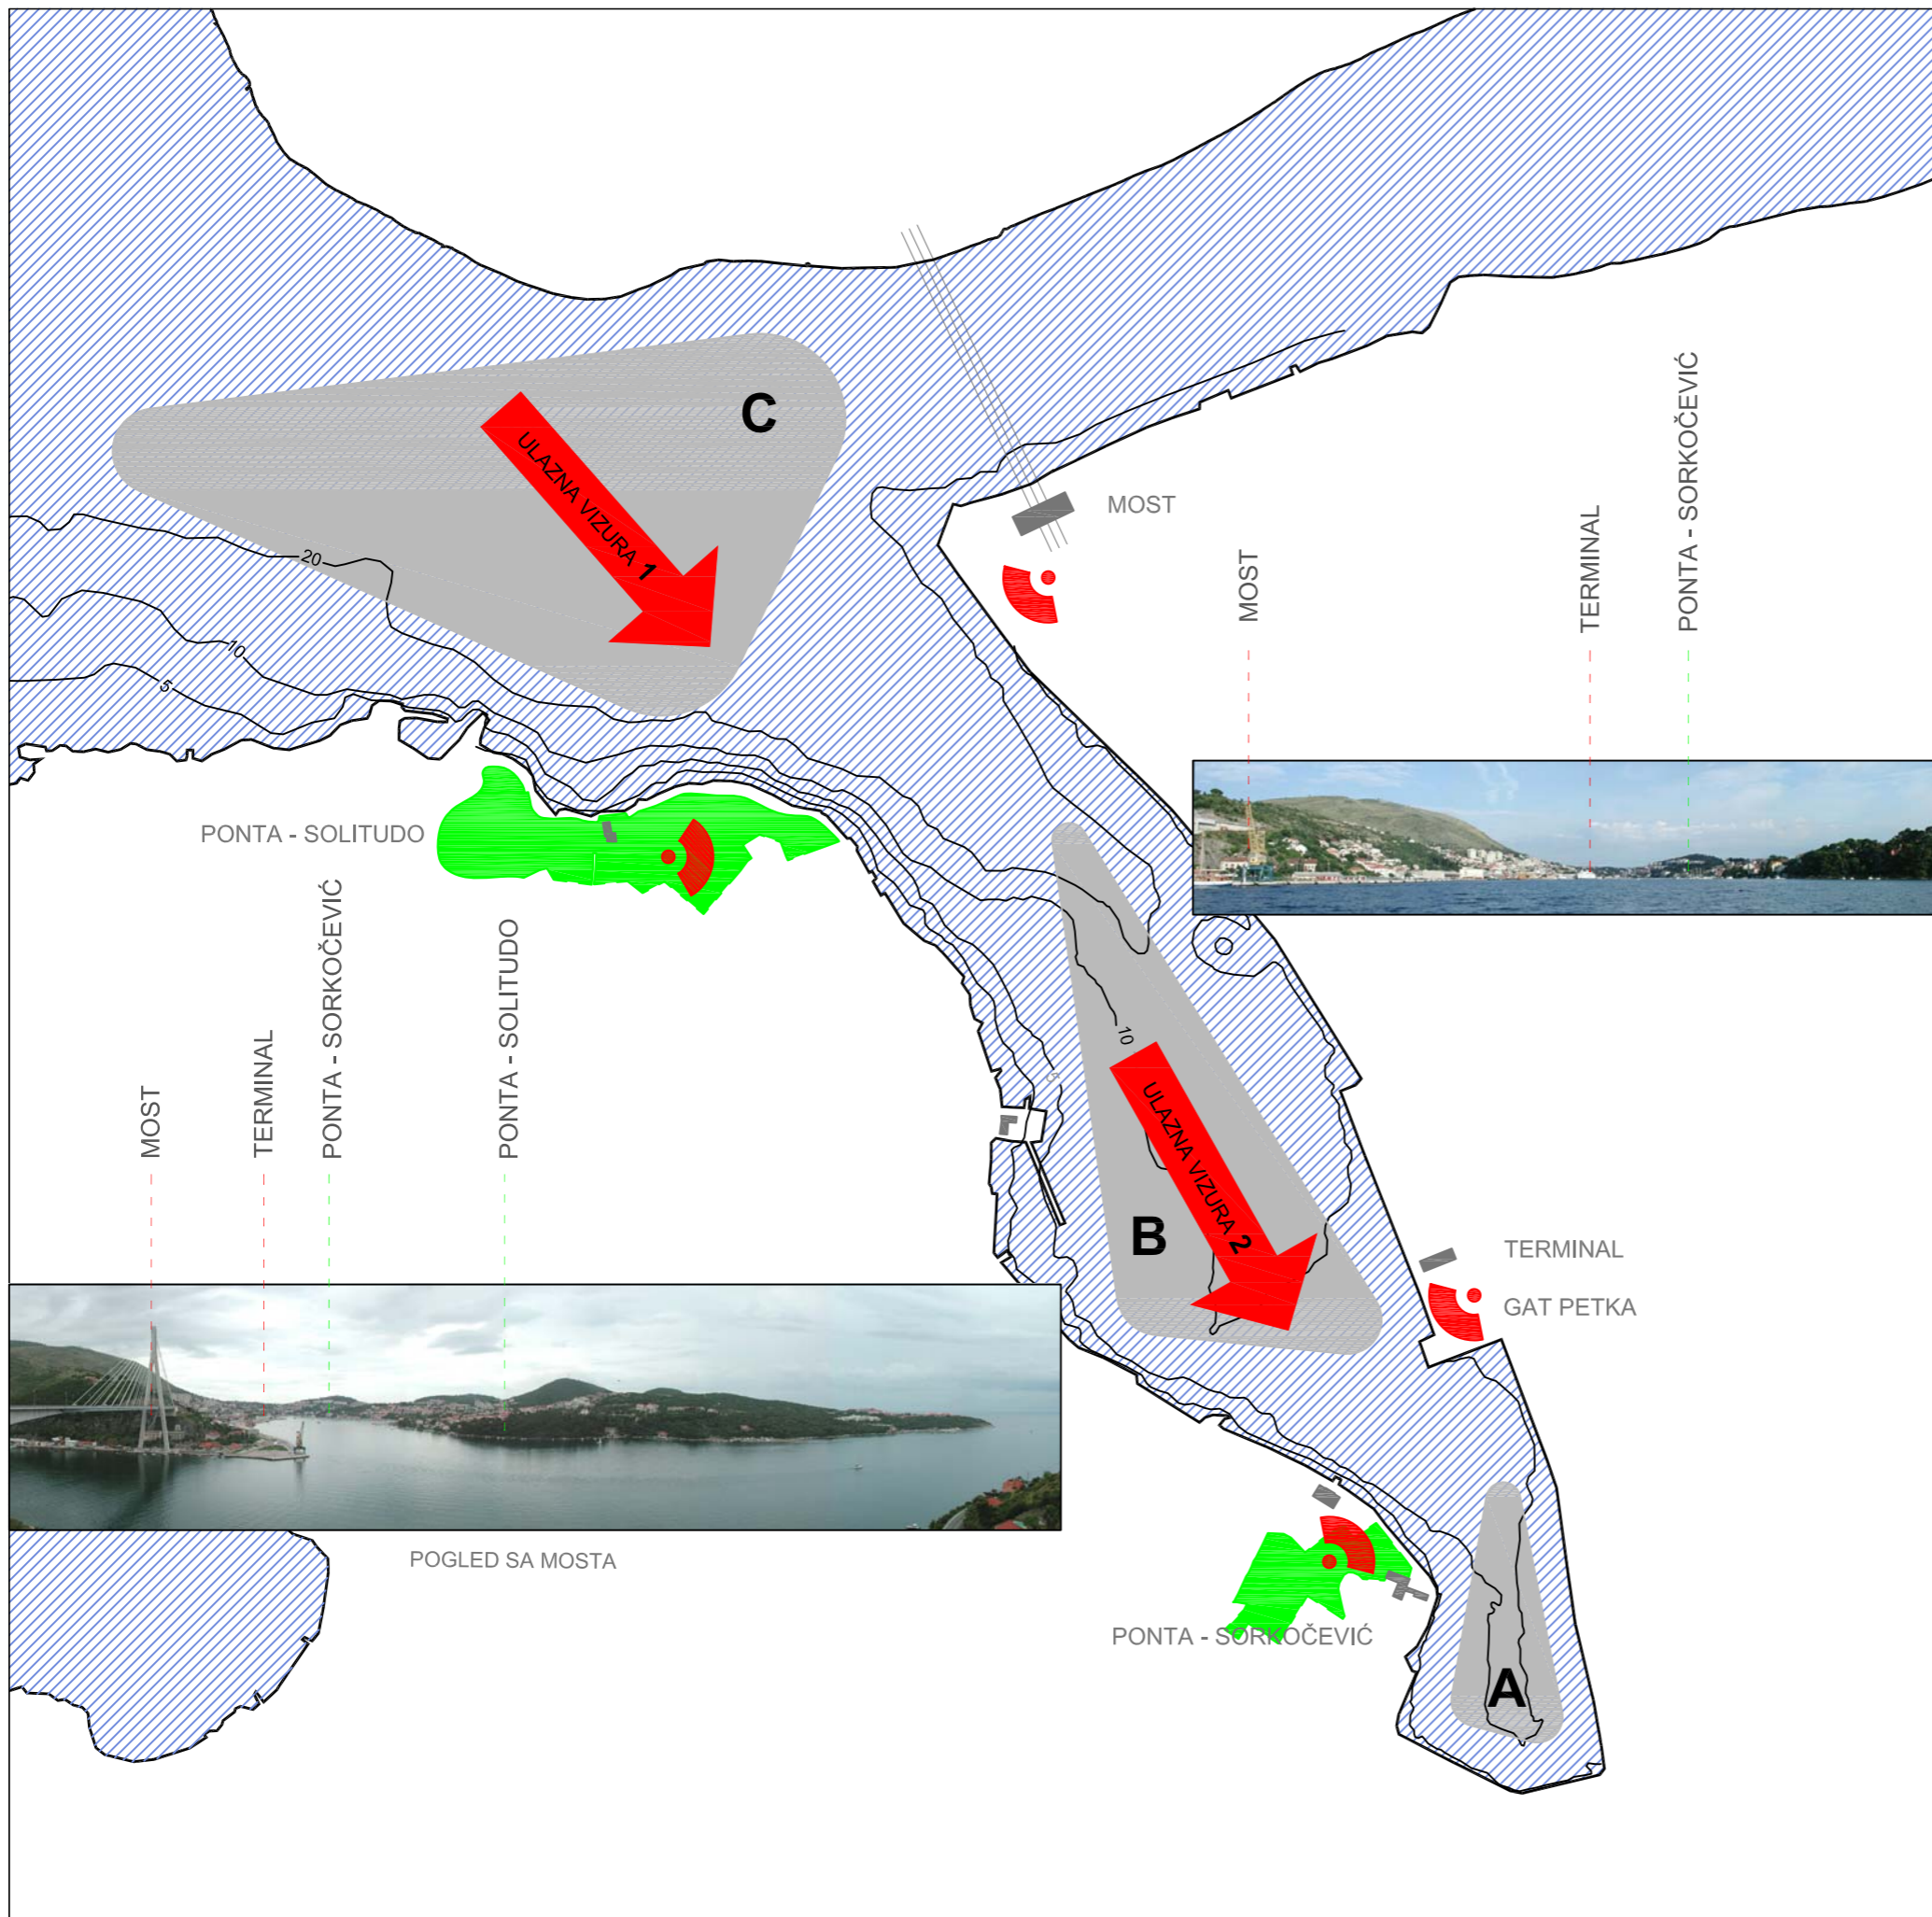 C
ULAZNA VIZURA 1
MOST
20
10
5
MOST
TERMINAL
PONTA - SORKOČEVIĆ
PONTA - SOLITUDO
MOST
TERMINAL
PONTA - SORKOČEVIĆ
PONTA - SOLITUDO
10
5
ULAZNA VIZURA 2
B
TERMINAL
GAT PETKA
POGLED SA MOSTA
PONTA - SORKOČEVIĆ
A